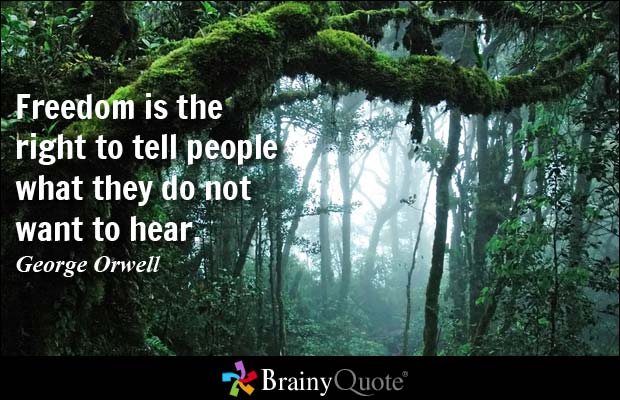 Freedom is the
right to tell people
what they do not
want to hear
George Orwell
BrainyQuote®